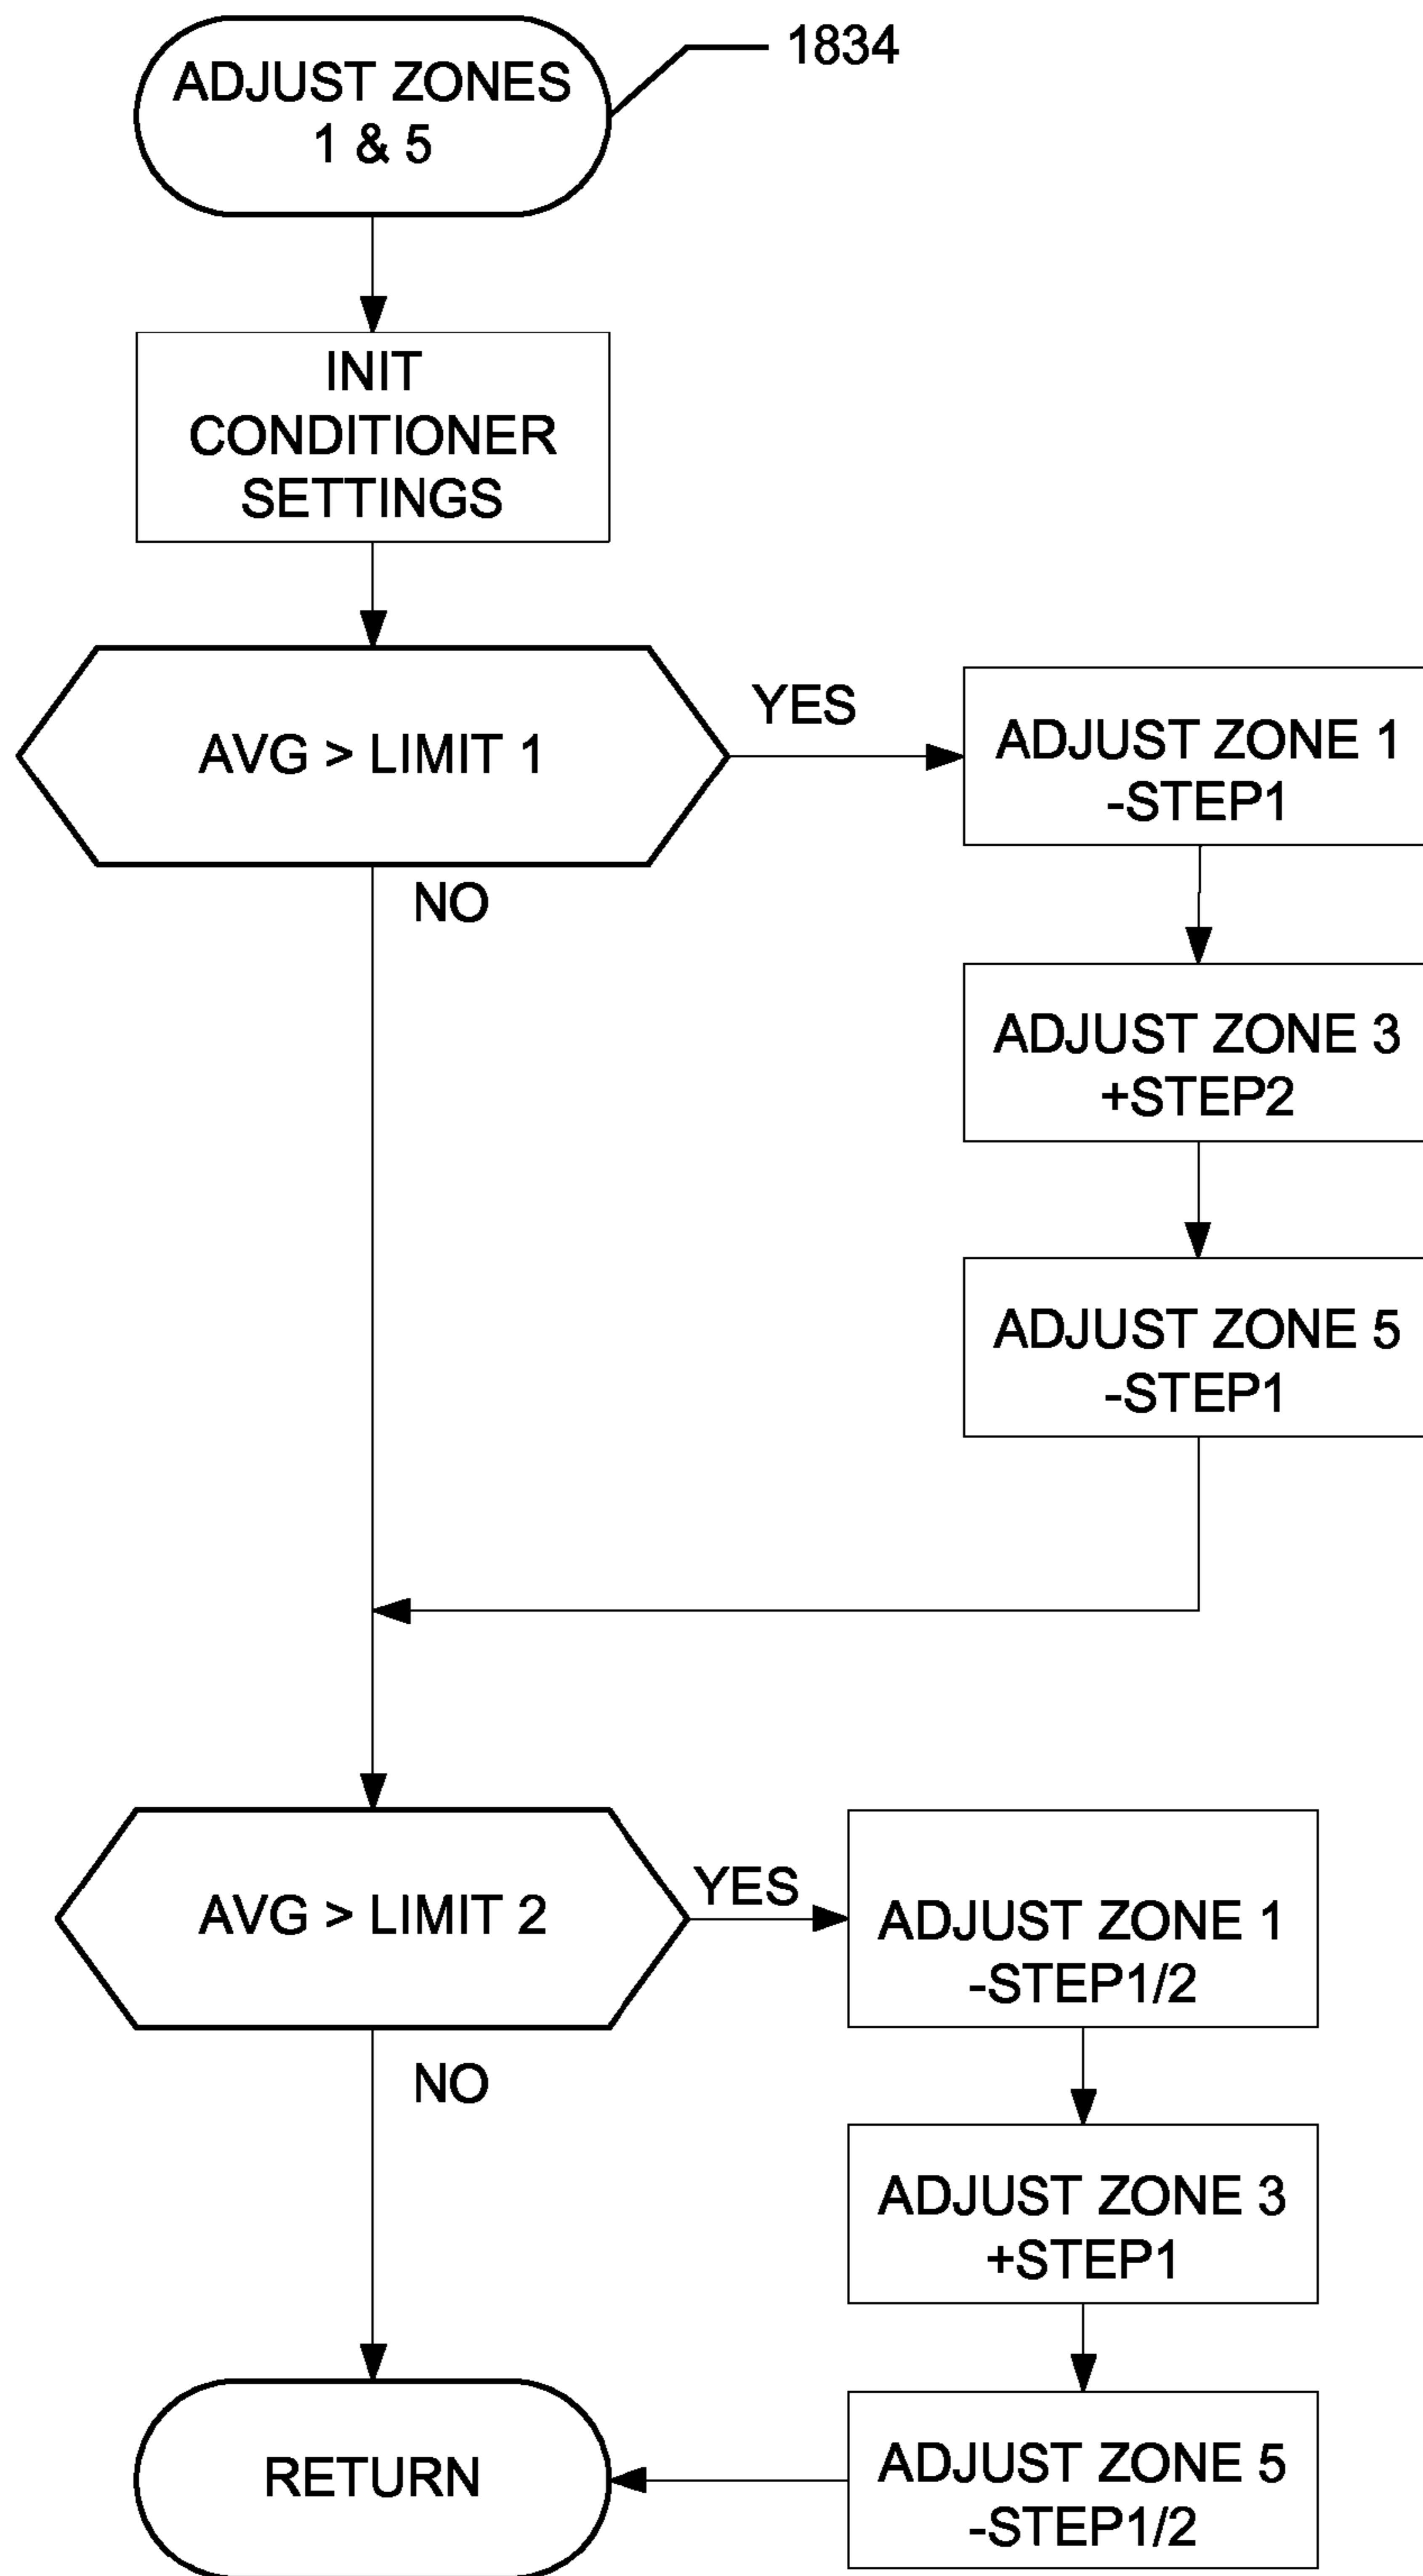 ADJUST ZONES
1 & 5
1834
INIT
CONDITIONER
SETTINGS
AVG > LIMIT 1
YES
NO
ADJUST ZONE 1
-STEP1
ADJUST ZONE 3
+STEP2
ADJUST ZONE 5
-STEP1
AVG > LIMIT 2
YES
NO
ADJUST ZONE 1
-STEP1/2
ADJUST ZONE 3
+STEP1
ADJUST ZONE 5
-STEP1/2
RETURN